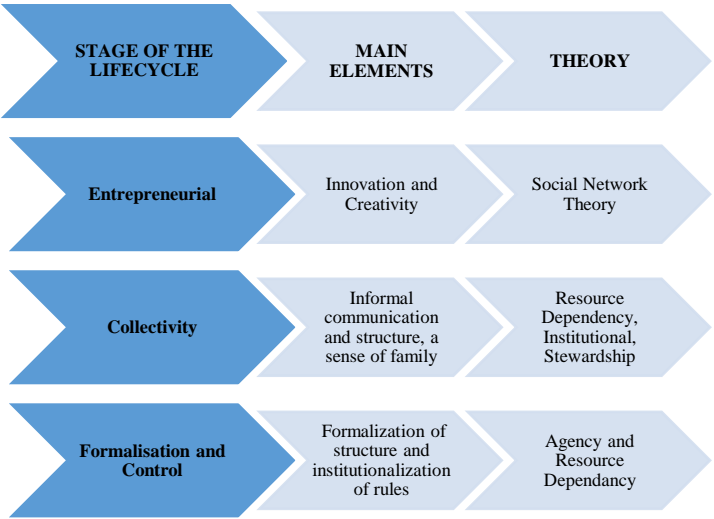 STAGE OF THE
LIFECYCLE
MAIN
ELEMENTS
THEORY
Entrepreneurial
Innovation and
Creativity
Social Network
Theory
Collectivity
Informal
communication
and structure, a
sense of family
Resource
Dependency,
Institutional,
Stewardship
Formalisation and
Control
Formalization of
structure and
institutionalization
of rules
Agency and
Resource
Dependancy